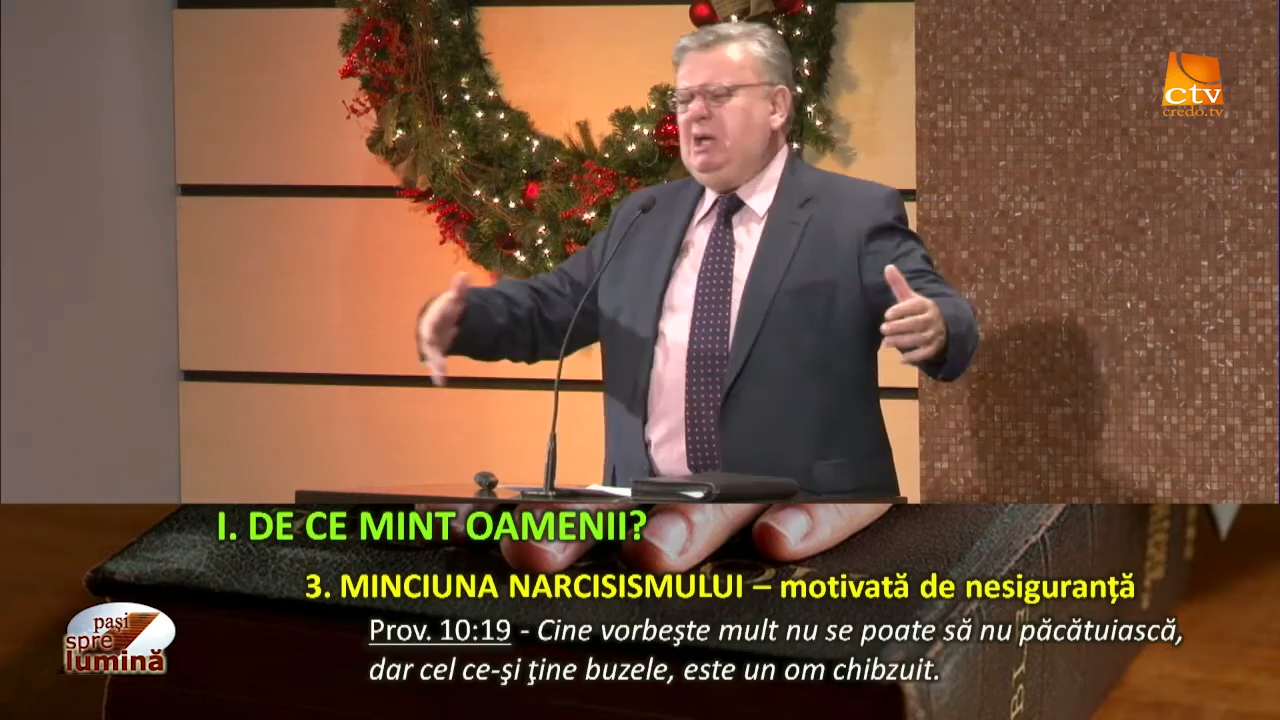 ctv
credo.tv
I. DE CE MINT OAMENII?
3. MINCIUNA NARCISISMULUI – motivată de nesiguranță
Prov. 10:19 - Cine vorbeşte mult nu se poate să nu păcătuiască,
dar cel ce-şi ţine buzele, este un om chibzuit.
paşi
spre
lumină